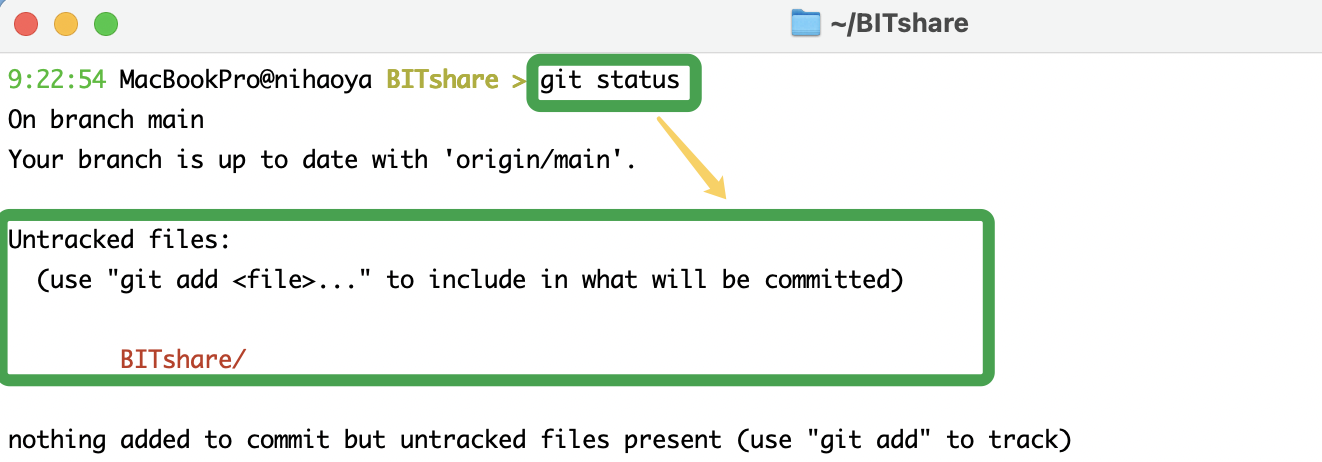 ~/BITshare
9:22:54 MacBookPro@nihaoya BITshare > git status
On branch main
Your branch is up to date with 'origin/main'.
Untracked files:
(use "git add <file>..." to include in what will be committed)
BITshare/
nothing added to commit but untracked files present (use "git add" to track)